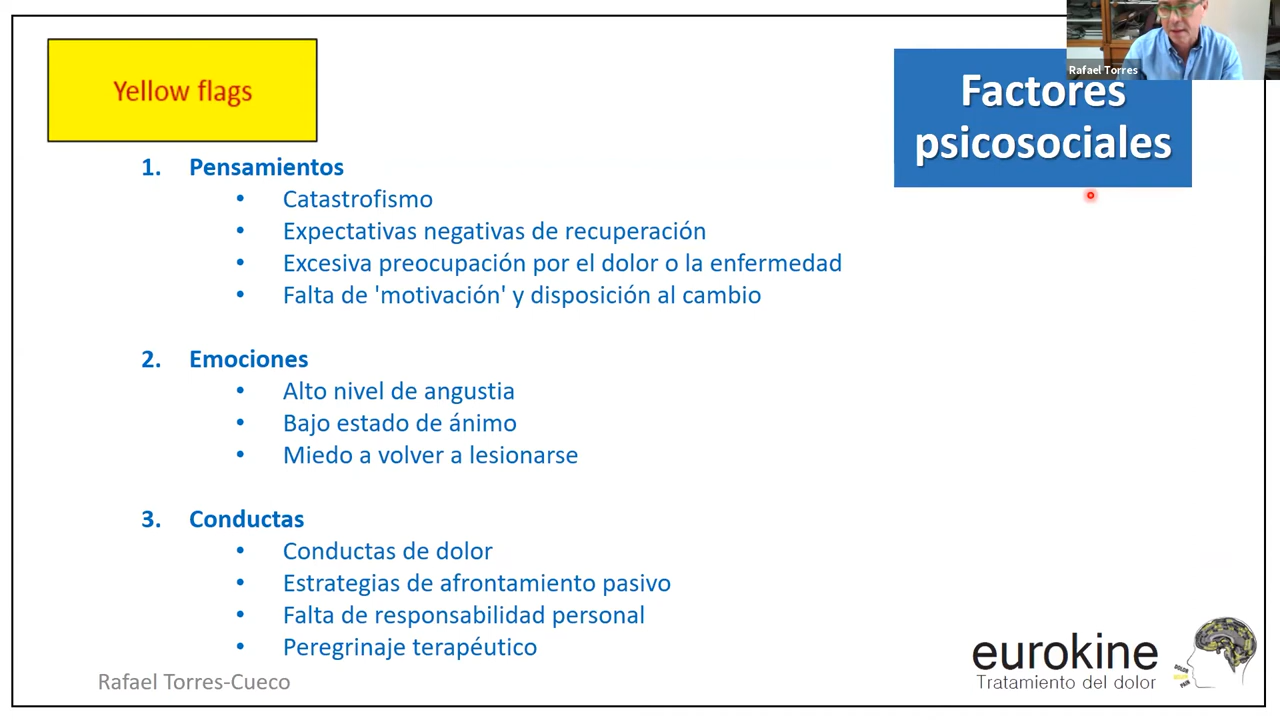 Yellow flags
Rafael Torres
Factores
psicosociales
1. Pensamientos
• Catastrofismo
• Expectativas negativas de recuperación
• Excesiva preocupación por el dolor o la enfermedad
• Falta de 'motivación' y disposición al cambio
2. Emociones
• Alto nivel de angustia
• Bajo estado de ánimo
• Miedo a volver a lesionarse
3. Conductas
• Conductas de dolor
• Estrategias de afrontamiento pasivo
• Falta de responsabilidad personal
• Peregrinaje terapéutico
Rafael Torres-Cueco
eurokine
Tratamiento del dolor